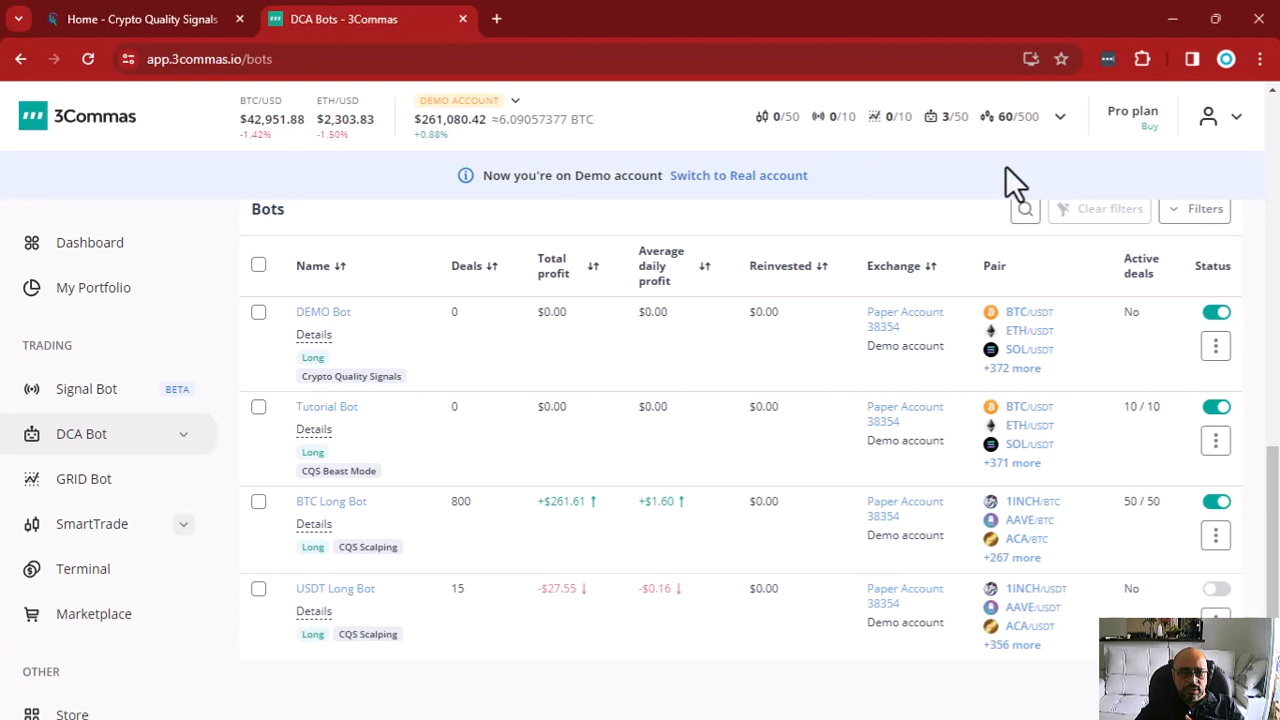 Home - Crypto Quality Signals
DCA Bots - 3Commas
app.3commas.io/bots
3Commas
BTC/USD
$42,951.88
-1.42%
ETH/USD
$2,303.83
-1.50%
DEMO ACCOUNT
$261,080.42 ≈6.09057377 BTC
+0.88%
0/50
0/10
0/10
3/50
60/500
Pro plan
Buy
Now you're on Demo account Switch to Real account
Dashboard
My Portfolio
TRADING
Signal Bot BETA
DCA Bot
GRID Bot
SmartTrade
Terminal
Marketplace
OTHER
Store
Bots
Clear filters
Filters
Name
Deals
Total profit
Average daily profit
Reinvested
Exchange
Pair
Active deals
Status
DEMO Bot
Details
Long
Crypto Quality Signals
0
$0.00
$0.00
$0.00
Paper Account 38354
Demo account
BTC/USDT
ETH/USDT
SOL/USDT
+372 more
No
Tutorial Bot
Details
Long
CQS Beast Mode
0
$0.00
$0.00
$0.00
Paper Account 38354
Demo account
BTC/USDT
ETH/USDT
SOL/USDT
+371 more
10 / 10
BTC Long Bot
Details
Long CQS Scalping
800
+$261.61
+$1.60
$0.00
Paper Account 38354
Demo account
1INCH/BTC
AAVE/BTC
ACA/BTC
+267 more
50 / 50
USDT Long Bot
Details
Long CQS Scalping
15
-$27.55
-$0.16
$0.00
Paper Account 38354
Demo account
1INCH/USDT
AAVE/USDT
ACA/USDT
+356 more
No